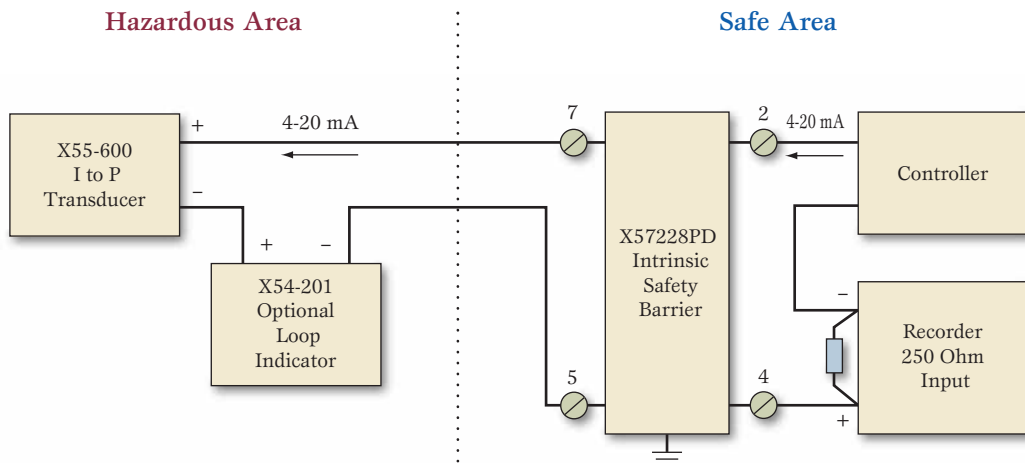 Hazardous Area
Safe Area
X55-600
I to P
Transducer
+
4-20 mA
−
7
2
4-20 mA
Controller
X57228PD
Intrinsic
Safety
Barrier
+
−
X54-201
Optional
Loop
Indicator
5
4
−
Recorder
250 Ohm
Input
+